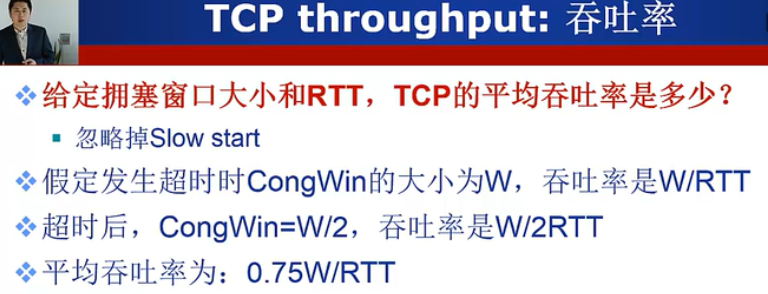 TCP throughput: 吞吐率
给定拥塞窗口大小和RTT，TCP的平均吞吐率是多少？
忽略掉Slow start
假定发生超时时CongWin的大小为W，吞吐率是W/RTT
超时后，CongWin=W/2，吞吐率是W/2RTT
平均吞吐率为：0.75W/RTT